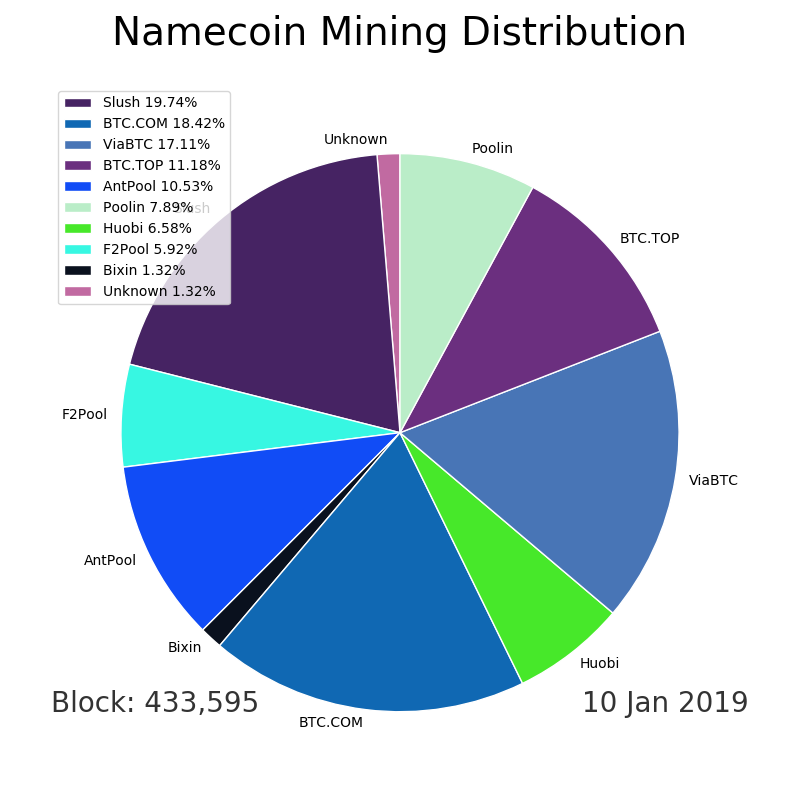 Namecoin Mining Distribution
Slush 19.74%
BTC.COM 18.42%
ViaBTC 17.11%
BTC.TOP 11.18%
AntPool 10.53%
Poolin 7.89%
Huobi 6.58%
F2Pool 5.92%
Bixin 1.32%
Unknown 1.32%
Unknown
Poolin
Slush
BTC.TOP
F2Pool
ViaBTC
AntPool
Bixin
Huobi
BTC.COM
Block: 433,595
10 Jan 2019